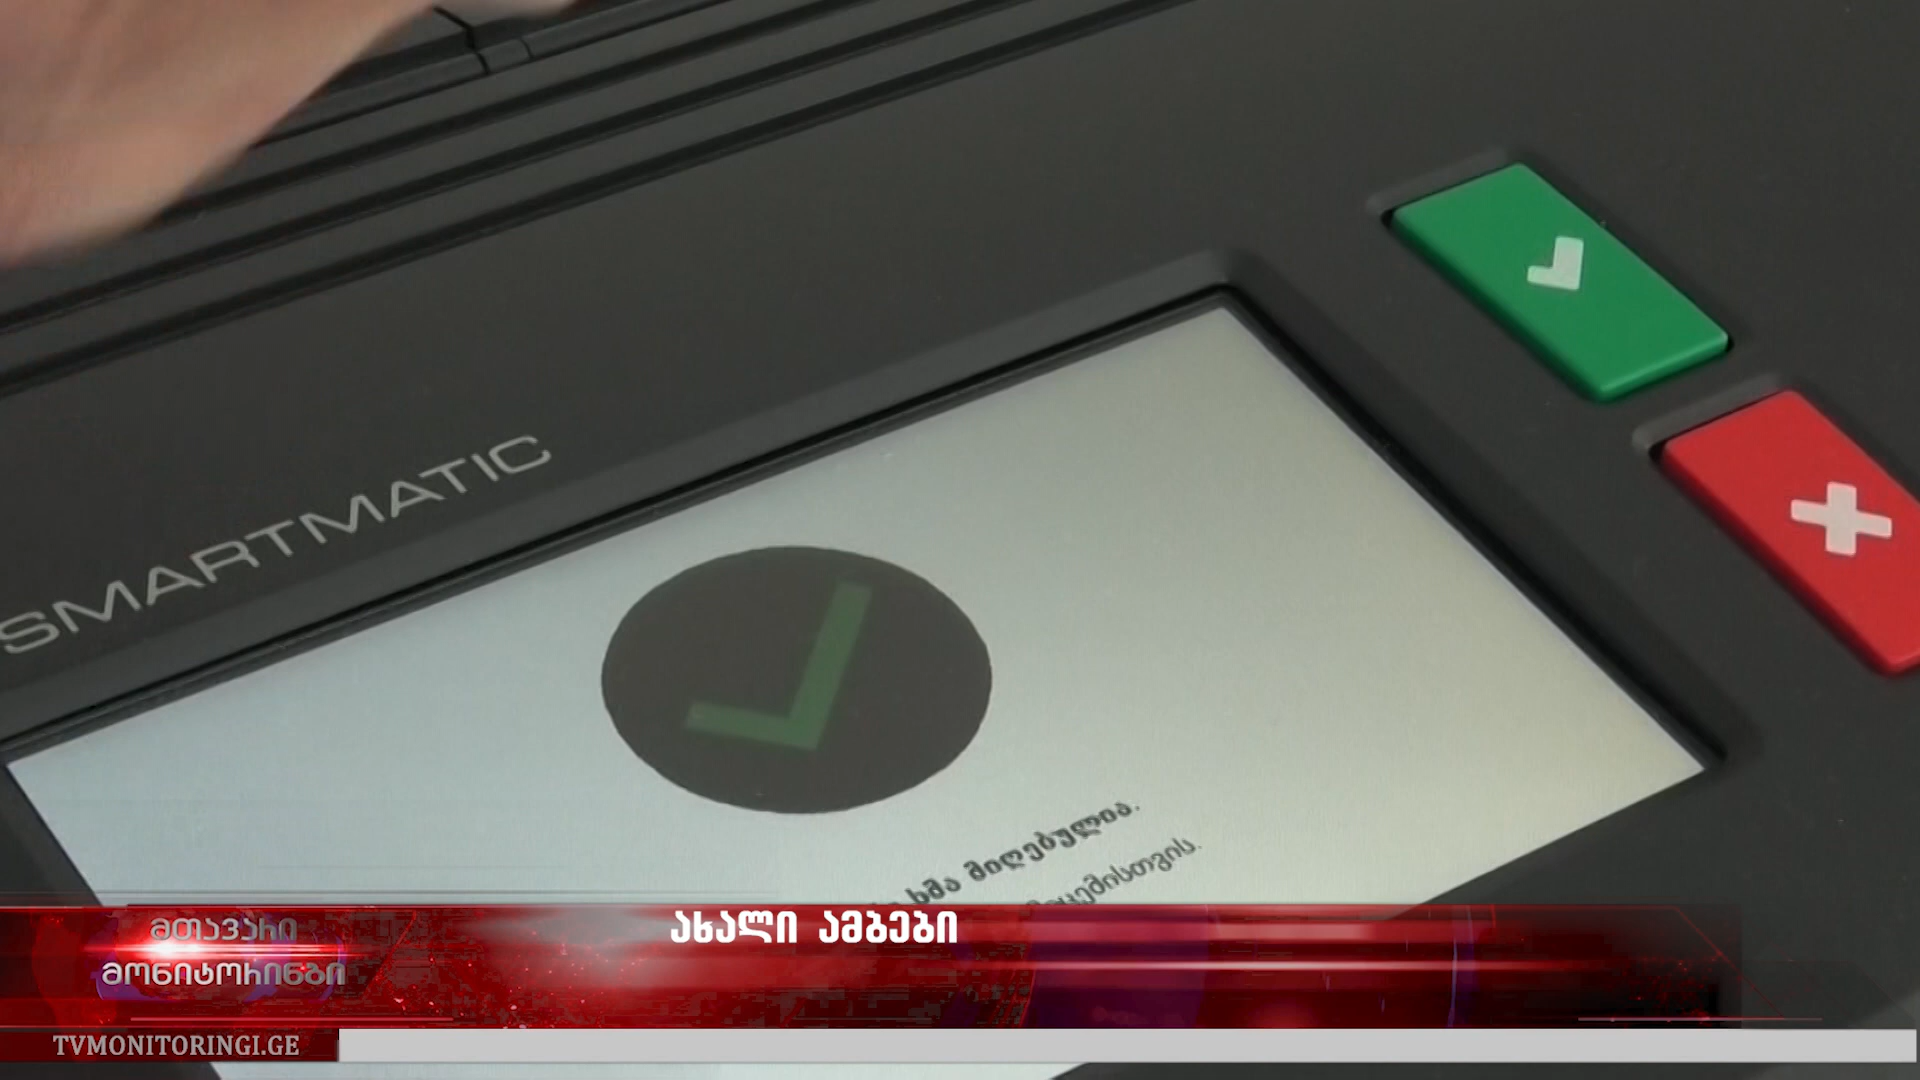 SMARTMATIC
ხმა მიღებულია.
მთავარი
მონიტორინგი
ახალი ამბები
TVMONITORINGI.GE